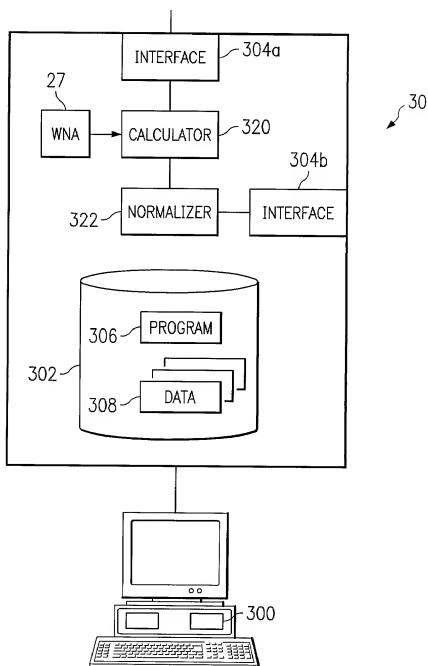 INTERFACE 304a
27
30
WNA CALCULATOR 320
304b
322 NORMALIZER INTERFACE
306 PROGRAM
302
308 DATA
300